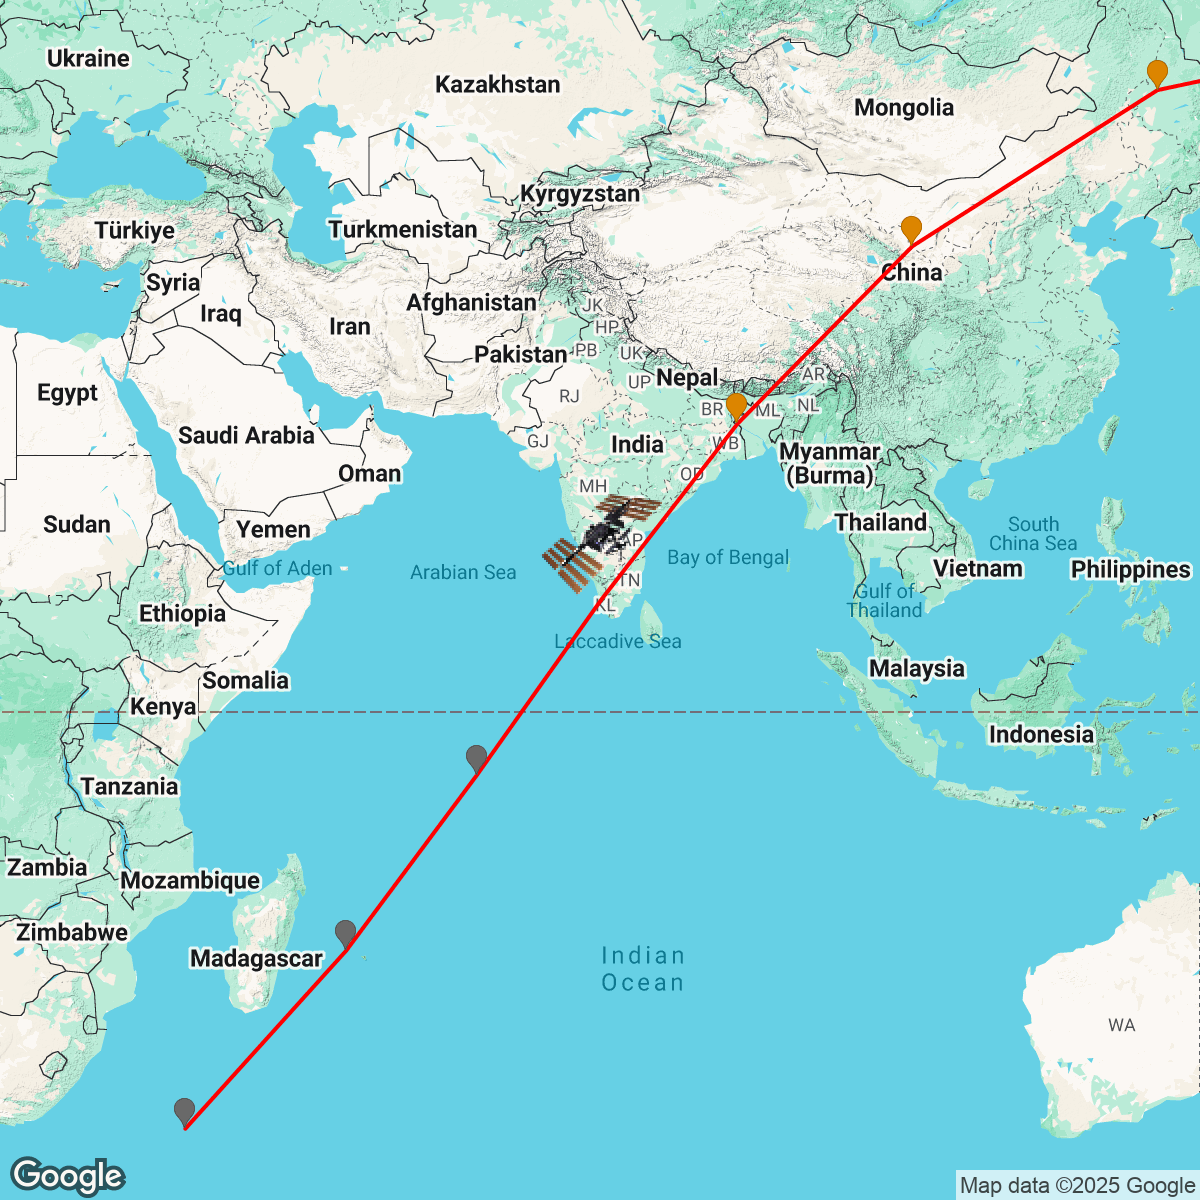 Ukraine
Kazakhstan
Mongolia
Kyrgyzstan
Türkiye
Turkmenistan
Syria
China
Afghanistan
JK
Iraq
Iran
HP
Pakistan
PB
UK
Nepal
AR
UP
Egypt
RJ
BR
ML
NL
Saudi Arabia
GJ
India
WB
Myanmar
(Burma)
Oman
OD
MH
Sudan
Yemen
Thailand
South
China Sea
AP
Bay of Bengal
Gulf of Aden
Arabian Sea
Vietnam
Philippines
TN
Gulf of
Thailand
Ethiopia
KL
Laccadive Sea
Malaysia
Somalia
Kenya
Indonesia
Tanzania
Zambia
Mozambique
Zimbabwe
Madagascar
Indian
Ocean
WA
Google
Map data ©2025 Google